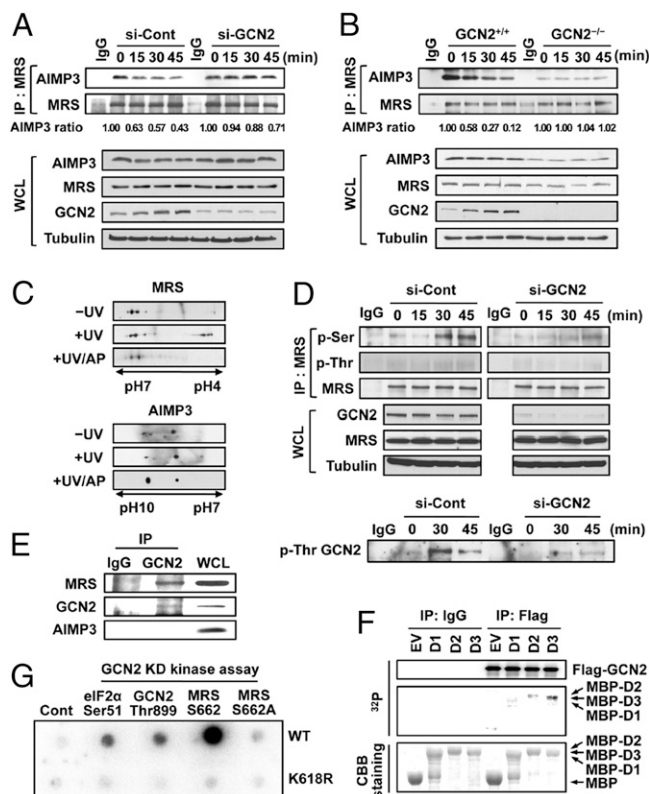 A
si-Cont si-GCN2
IgG 0 15 30 45 IgG 0 15 30 45 (min)
IP : MRS
AIMP3
MRS
AIMP3 ratio 1.00 0.63 0.57 0.43 1.00 0.94 0.88 0.71
WCL
AIMP3
MRS
GCN2
Tubulin
B
GCN2+/+ GCN2−/−
IgG 0 15 30 45 IgG 0 15 30 45 (min)
IP : MRS
AIMP3
MRS
AIMP3 ratio 1.00 0.58 0.27 0.12 1.00 1.00 1.04 1.02
WCL
AIMP3
MRS
GCN2
Tubulin
C
MRS
−UV
+UV
+UV/AP
pH7 pH4
AIMP3
−UV
+UV
+UV/AP
pH10 pH7
D
si-Cont si-GCN2
IgG 0 15 30 45 IgG 0 15 30 45 (min)
IP : MRS
p-Ser
p-Thr
MRS
WCL
GCN2
MRS
Tubulin
si-Cont si-GCN2
IgG 0 30 45 IgG 0 30 45 (min)
p-Thr GCN2
E
IP
IgG GCN2 WCL
MRS
GCN2
AIMP3
F
IP: IgG IP: Flag
EV D1 D2 D3 EV D1 D2 D3
Flag-GCN2
32P
MBP-D2
MBP-D3
MBP-D1
CBB staining
MBP-D2
MBP-D3
MBP-D1
MBP
G
GCN2 KD kinase assay
Cont eIF2α Ser51 GCN2 Thr899 MRS S662 MRS S662A
WT
K618R